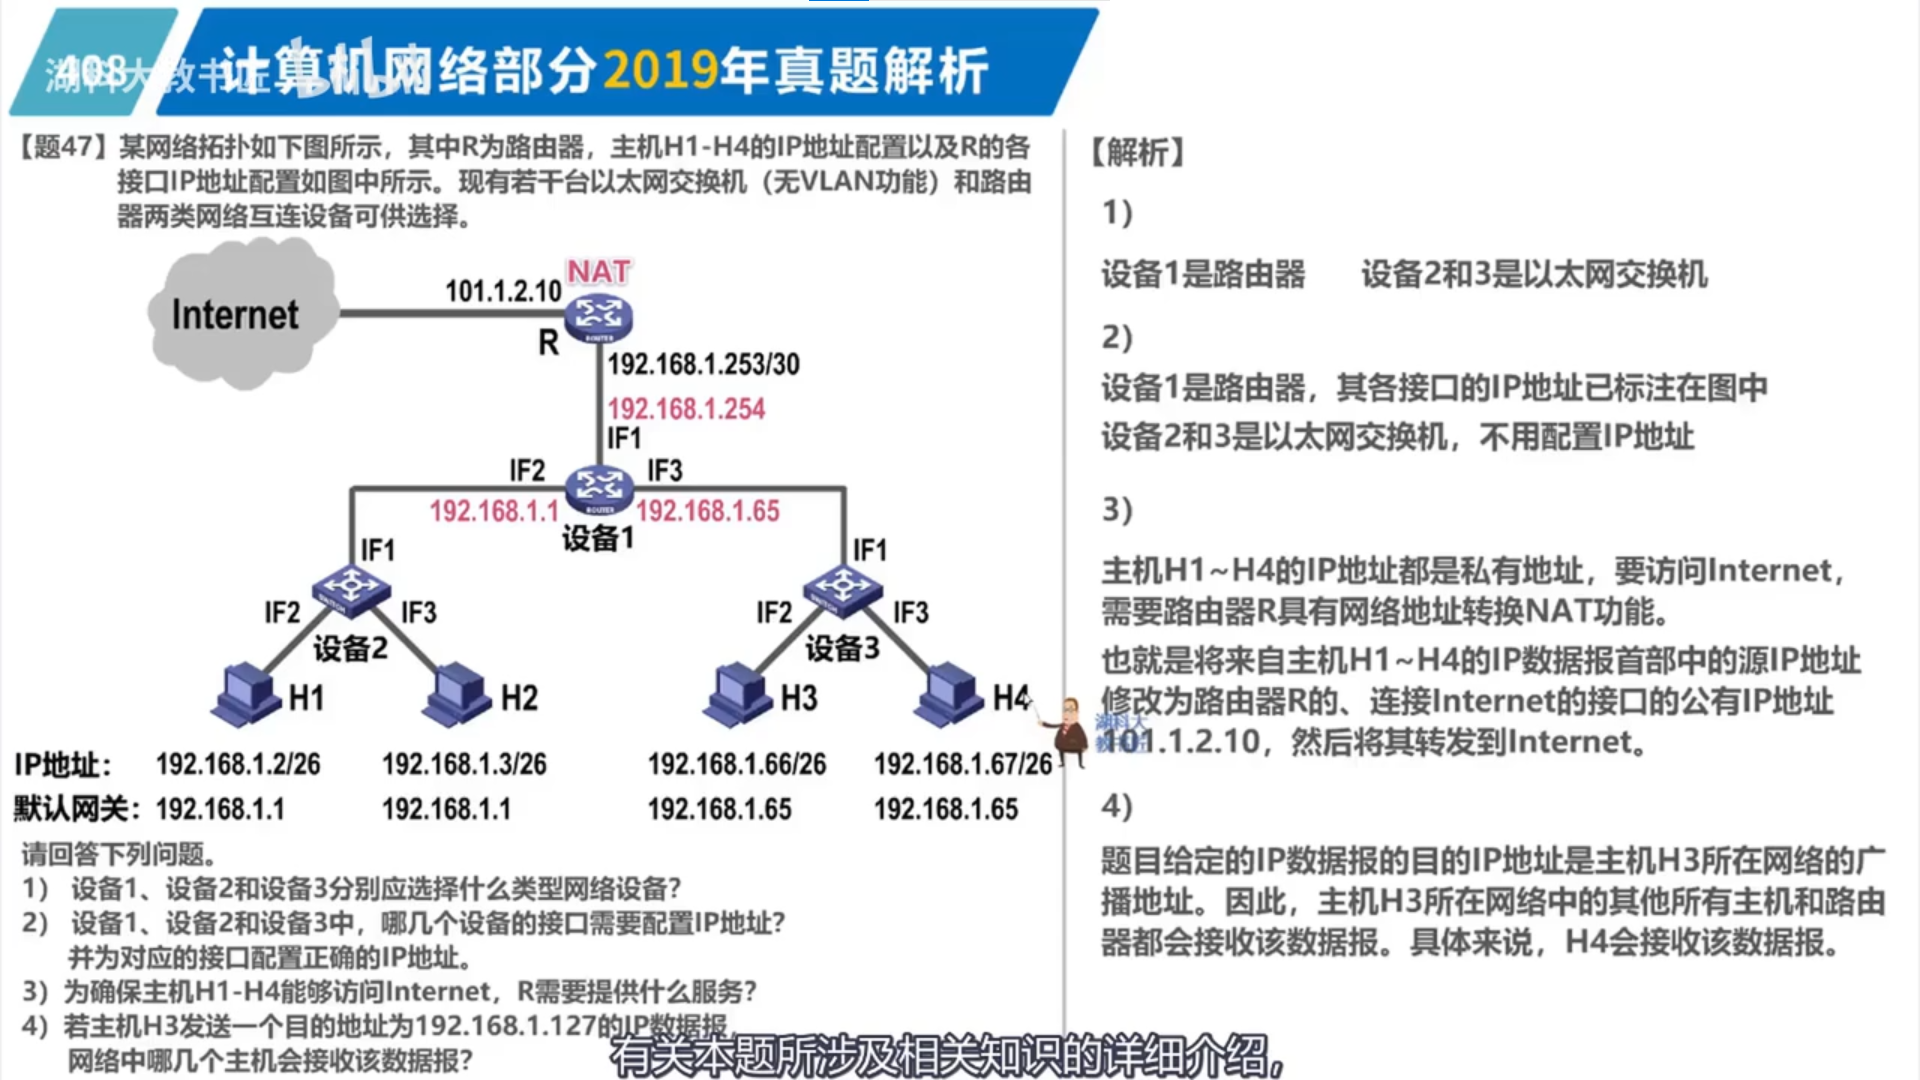 408
计算机网络部分2019年真题解析
湖科大教书匠
bilibili
【题47】某网络拓扑如下图所示，其中R为路由器，主机H1-H4的IP地址配置以及R的各
接口IP地址配置如图中所示。现有若干台以太网交换机（无VLAN功能）和路由
器两类网络互连设备可供选择。
Internet
101.1.2.10
NAT
ROUTER
R
192.168.1.253/30
192.168.1.254
IF1
IF2
IF3
192.168.1.1
ROUTER
192.168.1.65
设备1
IF1
IF1
SWITCH
SWITCH
IF2
IF3
IF2
IF3
设备2
设备3
H1
H2
H3
H4
IP地址： 192.168.1.2/26 192.168.1.3/26 192.168.1.66/26 192.168.1.67/26
默认网关：192.168.1.1 192.168.1.1 192.168.1.65 192.168.1.65
请回答下列问题。
1） 设备1、设备2和设备3分别应选择什么类型网络设备？
2） 设备1、设备2和设备3中，哪几个设备的接口需要配置IP地址？
并为对应的接口配置正确的IP地址。
3）为确保主机H1-H4能够访问Internet，R需要提供什么服务？
4）若主机H3发送一个目的地址为192.168.1.127的IP数据报，
网络中哪几个主机会接收该数据报？
【解析】
1）
设备1是路由器 设备2和3是以太网交换机
2）
设备1是路由器，其各接口的IP地址已标注在图中
设备2和3是以太网交换机，不用配置IP地址
3）
主机H1~H4的IP地址都是私有地址，要访问Internet，
需要路由器R具有网络地址转换NAT功能。
也就是将来自主机H1~H4的IP数据报首部中的源IP地址
修改为路由器R的、连接Internet的接口的公有IP地址
101.1.2.10，然后将其转发到Internet。
湖科大
教书匠
4）
题目给定的IP数据报的目的IP地址是主机H3所在网络的广
播地址。因此，主机H3所在网络中的其他所有主机和路由
器都会接收该数据报。具体来说，H4会接收该数据报。
有关本题所涉及相关知识的详细介绍，